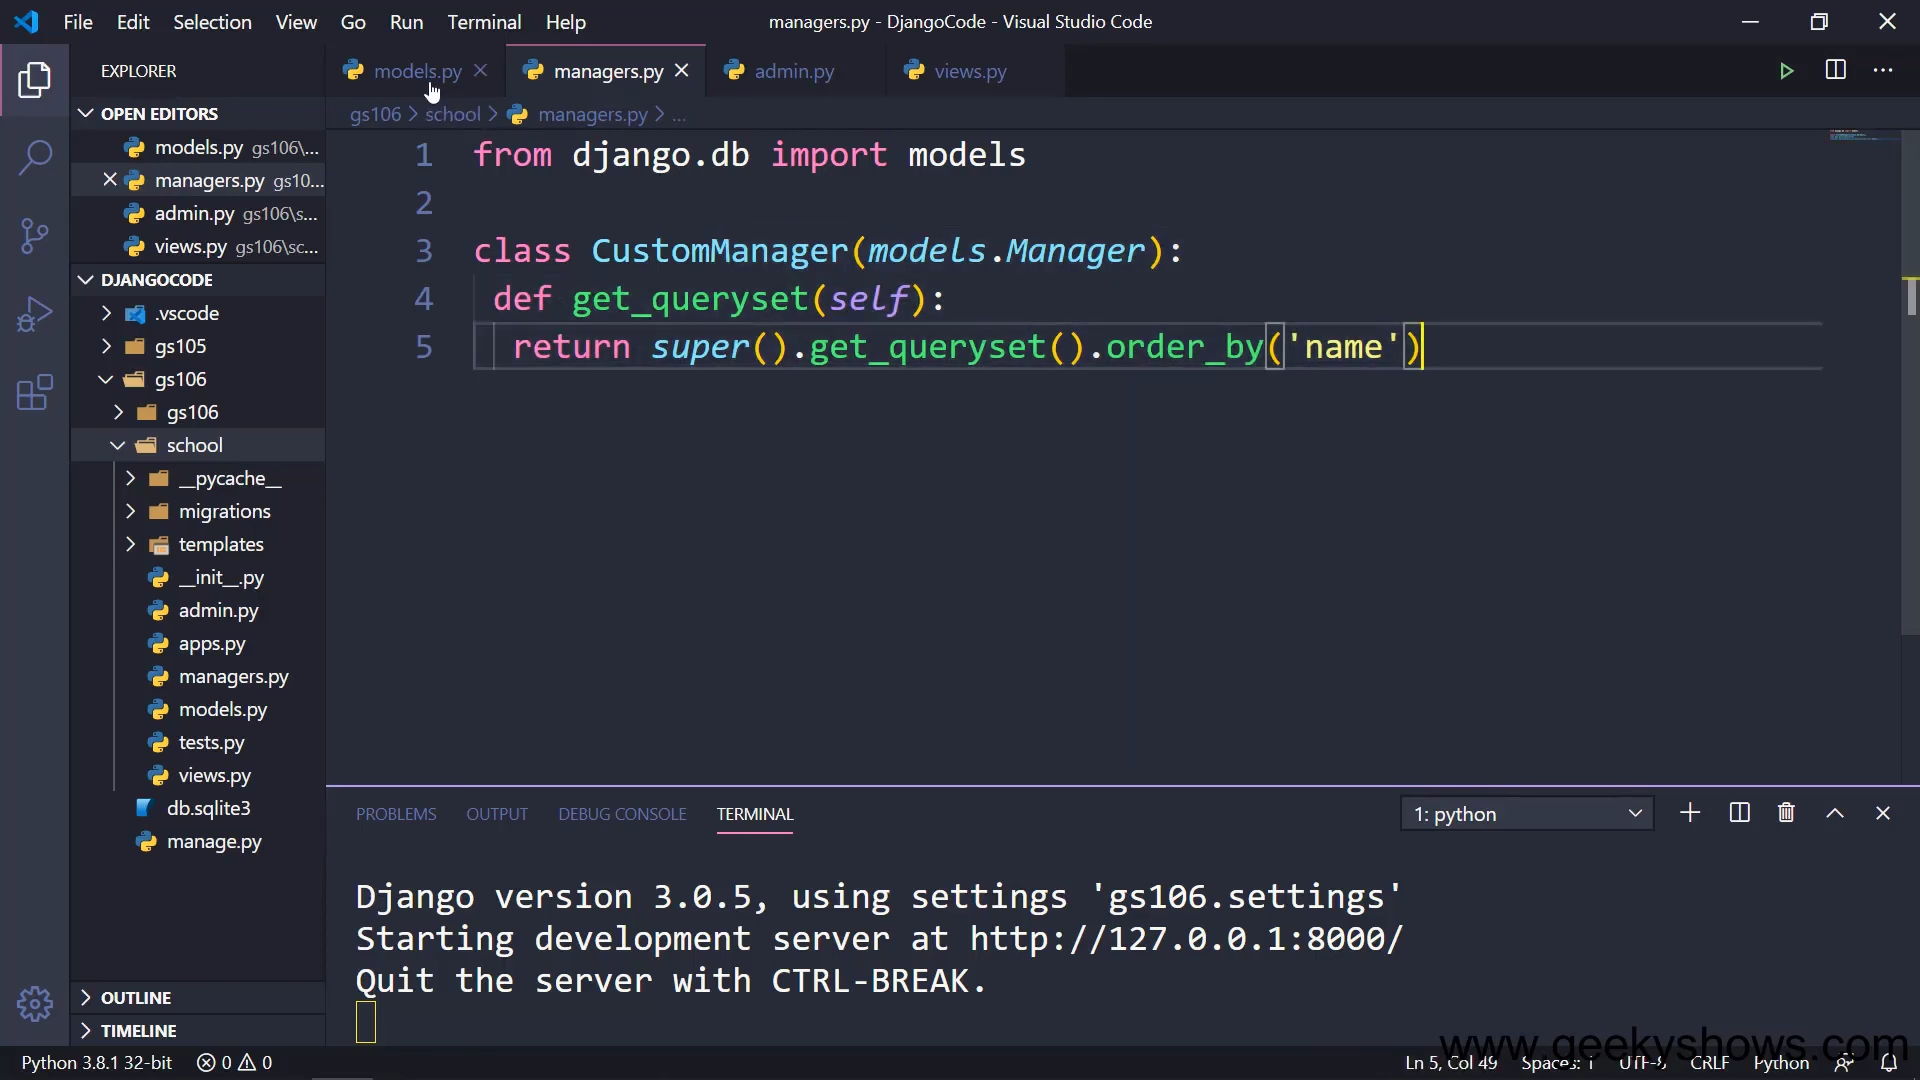 File Edit Selection View Go Run Terminal Help
managers.py - DjangoCode - Visual Studio Code
EXPLORER
OPEN EDITORS
models.py gs106\...
managers.py gs10...
admin.py gs106\s...
views.py gs106\sc...
DJANGOCODE
.vscode
gs105
gs106
gs106
school
__pycache__
migrations
templates
__init__.py
admin.py
apps.py
managers.py
models.py
tests.py
views.py
db.sqlite3
manage.py
OUTLINE
TIMELINE
models.py managers.py admin.py views.py
gs106 > school > managers.py > ...
1 from django.db import models
2
3 class CustomManager(models.Manager):
4 def get_queryset(self):
5 return super().get_queryset().order_by('name')
PROBLEMS OUTPUT DEBUG CONSOLE TERMINAL 1: python
Django version 3.0.5, using settings 'gs106.settings'
Starting development server at http://127.0.0.1:8000/
Quit the server with CTRL-BREAK.
www.geekyshows.com
Python 3.8.1 32-bit 0 0 Ln 5, Col 49 Spaces: 1 UTF-8 CRLF Python